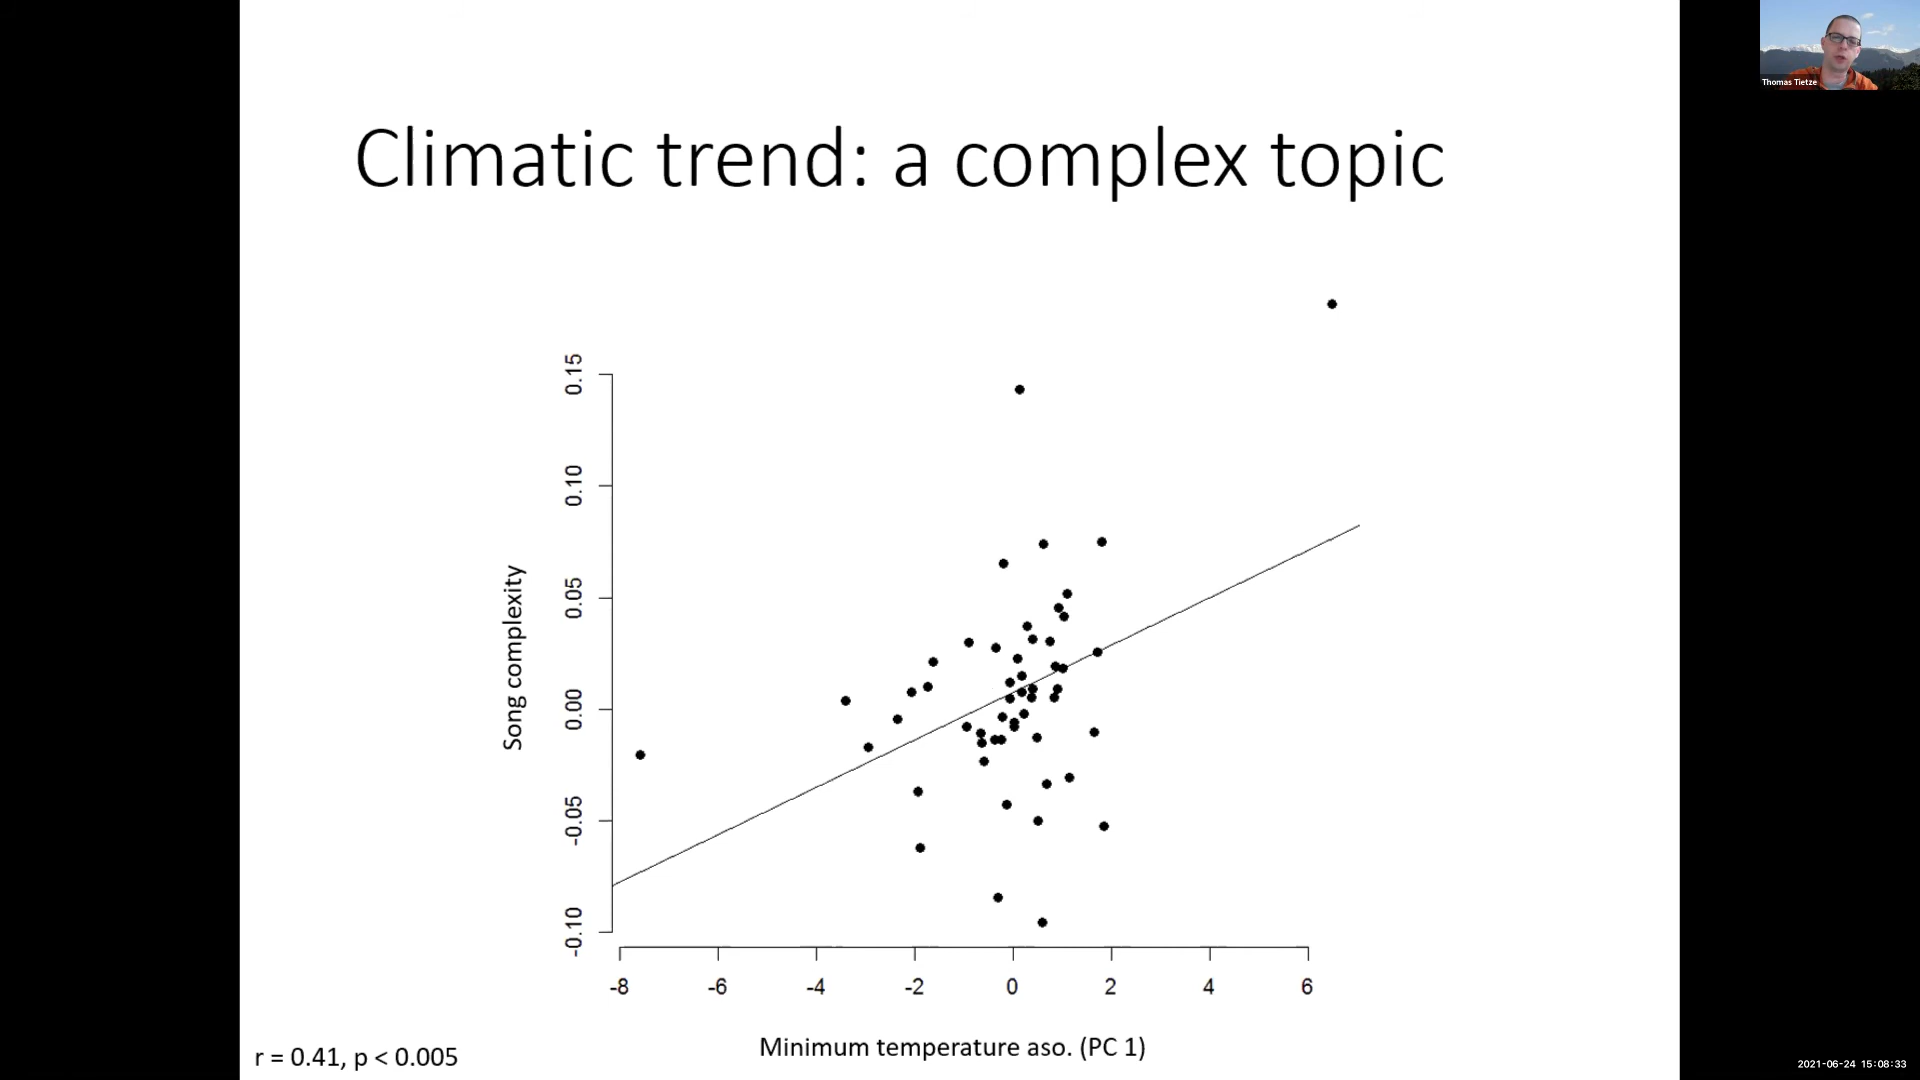 Thomas Tietze
Climatic trend: a complex topic
0.15
0.10
0.05
0.00
-0.05
-0.10
Song complexity
-8 -6 -4 -2 0 2 4 6
Minimum temperature aso. (PC 1)
r = 0.41, p < 0.005
2021-06-24 15:08:33